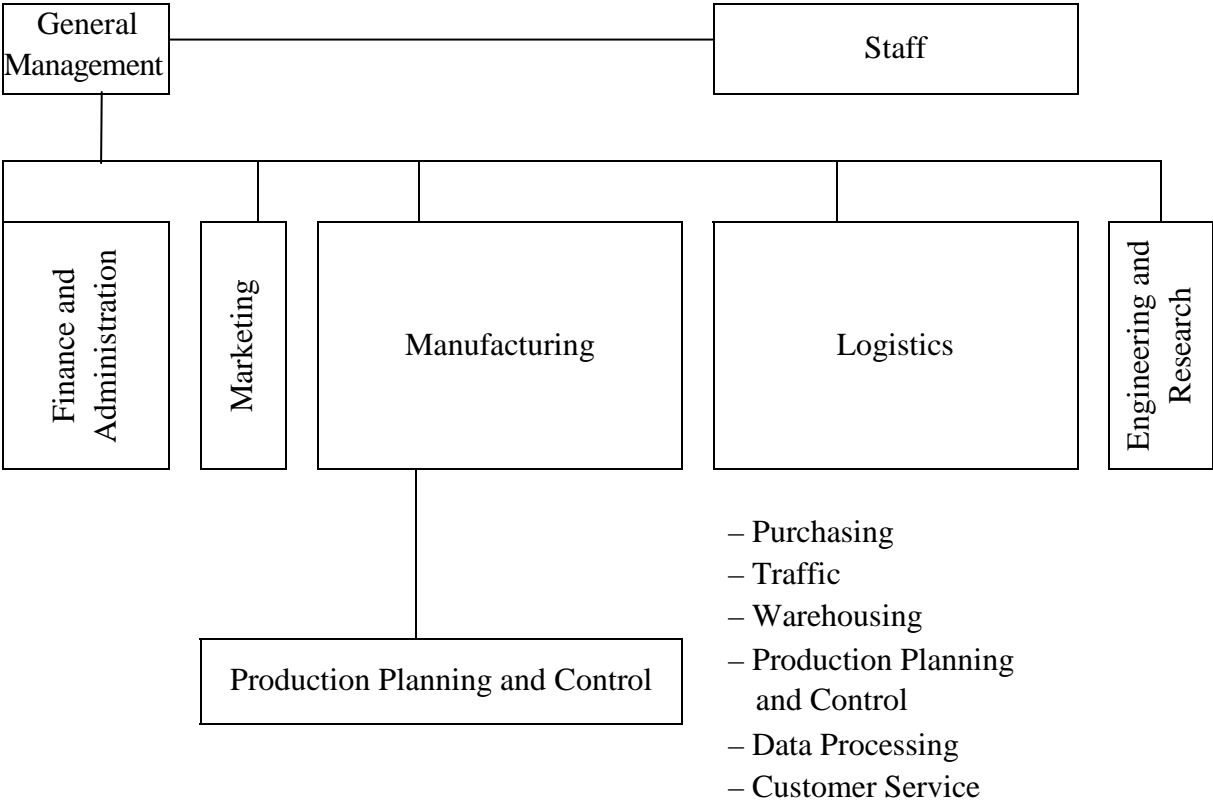 General
Management
Staff
Finance and
Administration
Marketing
Manufacturing
Logistics
Engineering and
Research
Production Planning and Control
– Purchasing
– Traffic
– Warehousing
– Production Planning
and Control
– Data Processing
– Customer Service